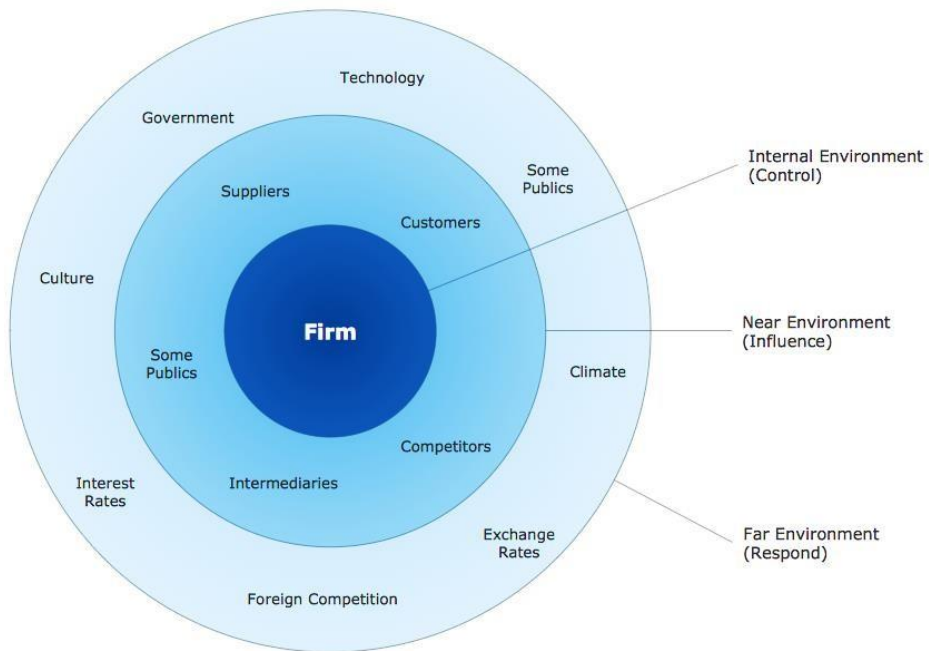 Technology
Government
Some
Publics
Suppliers
Customers
Culture
Firm
Some
Publics
Climate
Competitors
Intermediaries
Interest
Rates
Exchange
Rates
Foreign Competition
Internal Environment
(Control)
Near Environment
(Influence)
Far Environment
(Respond)